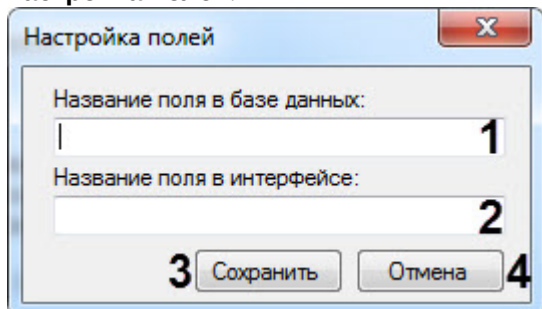 Настройка полей
Название поля в базе данных:
1
Название поля в интерфейсе:
2
3 Сохранить Отмена 4